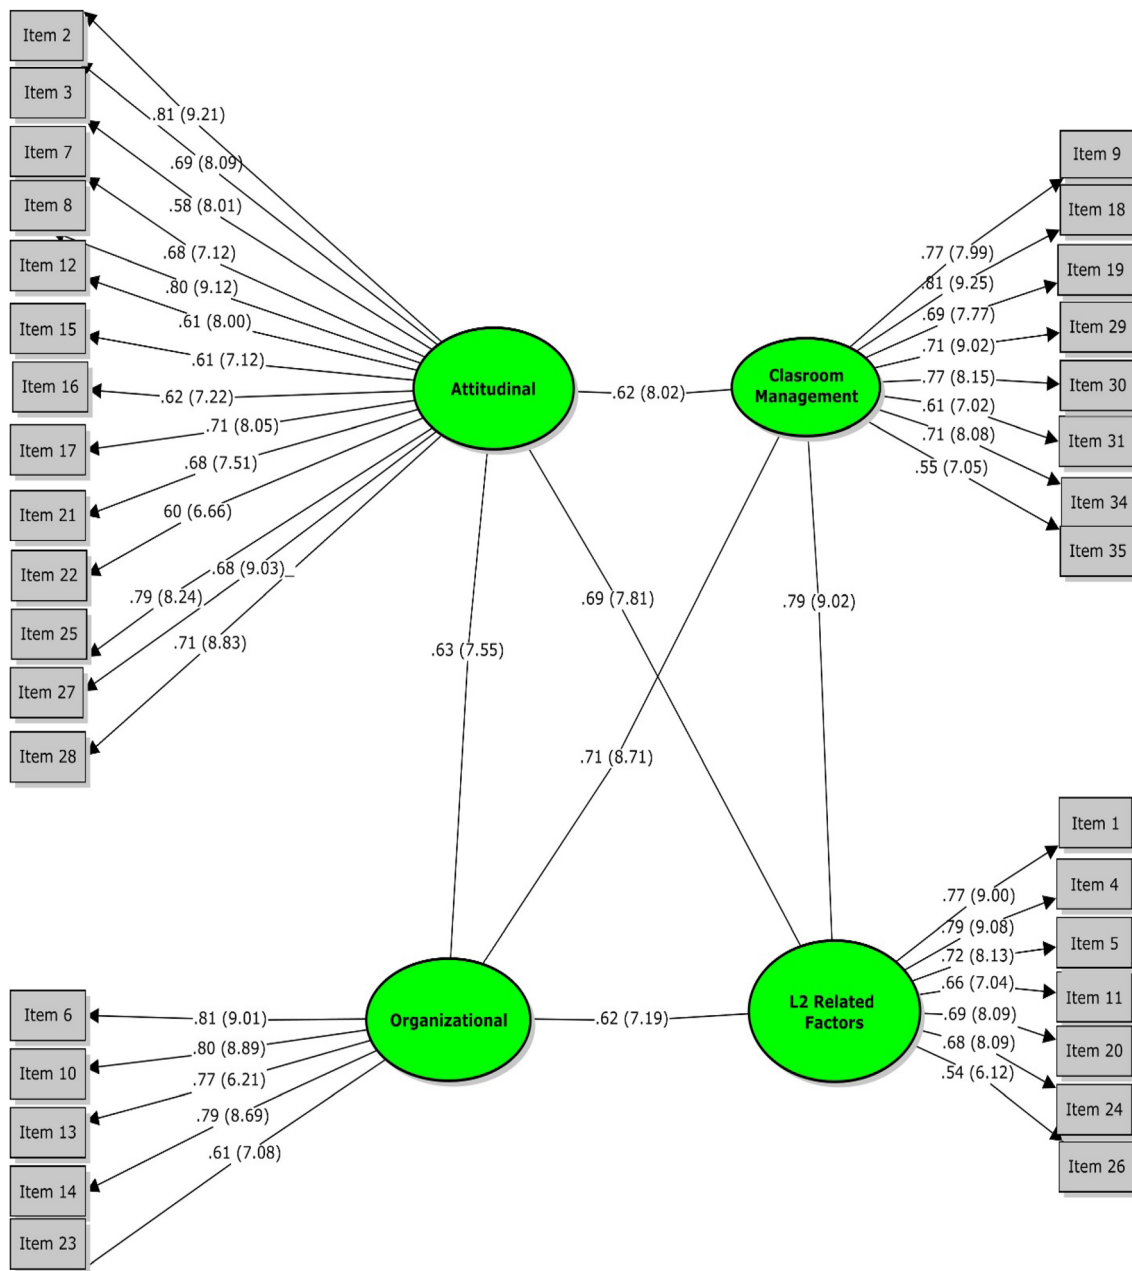 Item 2
Item 3
Item 7
Item 8
Item 12
Item 15
Item 16
Item 17
Item 21
Item 22
Item 25
Item 27
Item 28
.81 (9.21)
.69 (8.09)
.58 (8.01)
.68 (7.12)
.80 (9.12)
.61 (8.00)
.61 (7.12)
.62 (7.22)
.71 (8.05)
.68 (7.51)
60 (6.66)
.68 (9.03)_
.79 (8.24)
.71 (8.83)
Attitudinal
.62 (8.02)
Clasroom
Management
.77 (7.99)
.81 (9.25)
.69 (7.77)
.71 (9.02)
.77 (8.15)
.61 (7.02)
.71 (8.08)
.55 (7.05)
Item 9
Item 18
Item 19
Item 29
Item 30
Item 31
Item 34
Item 35
.69 (7.81)
.79 (9.02)
.63 (7.55)
.71 (8.71)
Item 6
Item 10
Item 13
Item 14
Item 23
.81 (9.01)
.80 (8.89)
.77 (6.21)
.79 (8.69)
.61 (7.08)
Organizational
.62 (7.19)
L2 Related
Factors
.77 (9.00)
.79 (9.08)
.72 (8.13)
.66 (7.04)
.69 (8.09)
.68 (8.09)
.54 (6.12)
Item 1
Item 4
Item 5
Item 11
Item 20
Item 24
Item 26